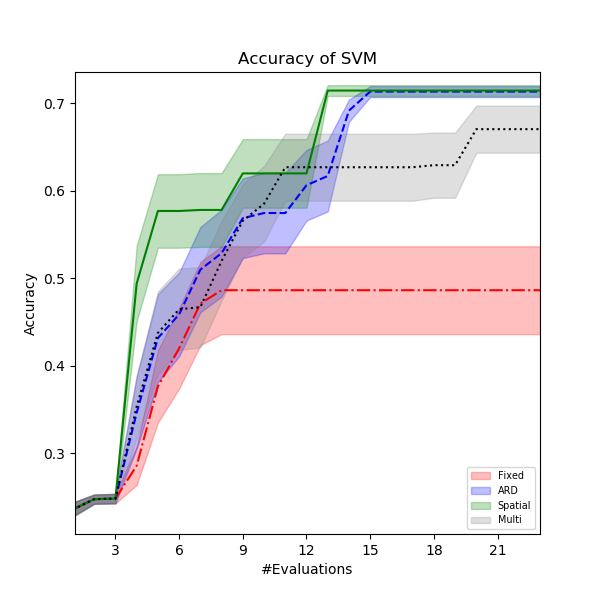 Accuracy of SVM
Accuracy
0.7
0.6
0.5
0.4
0.3
Fixed
ARD
Spatial
Multi
3 6 9 12 15 18 21
#Evaluations